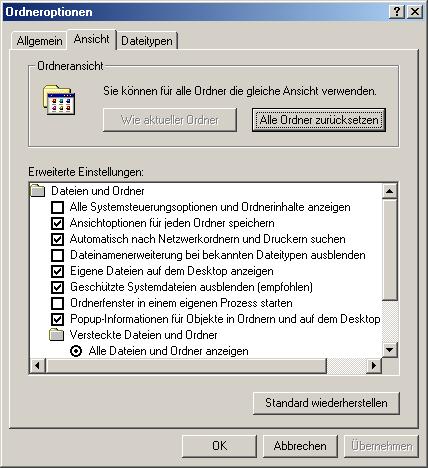 Ordneroptionen
Allgemein
Ansicht
Dateitypen
Ordneransicht
Sie können für alle Ordner die gleiche Ansicht verwenden.
Wie aktueller Ordner
Alle Ordner zurücksetzen
Erweiterte Einstellungen:
Dateien und Ordner
Alle Systemsteuerungsoptionen und Ordnerinhalte anzeigen
Ansichtoptionen für jeden Ordner speichern
Automatisch nach Netzwerkordnern und Druckern suchen
Dateinamenerweiterung bei bekannten Dateitypen ausblenden
Eigene Dateien auf dem Desktop anzeigen
Geschützte Systemdateien ausblenden (empfohlen)
Ordnerfenster in einem eigenen Prozess starten
Popup-Informationen für Objekte in Ordnern und auf dem Desktop
Versteckte Dateien und Ordner
Alle Dateien und Ordner anzeigen
Standard wiederherstellen
OK
Abbrechen
Übernehmen